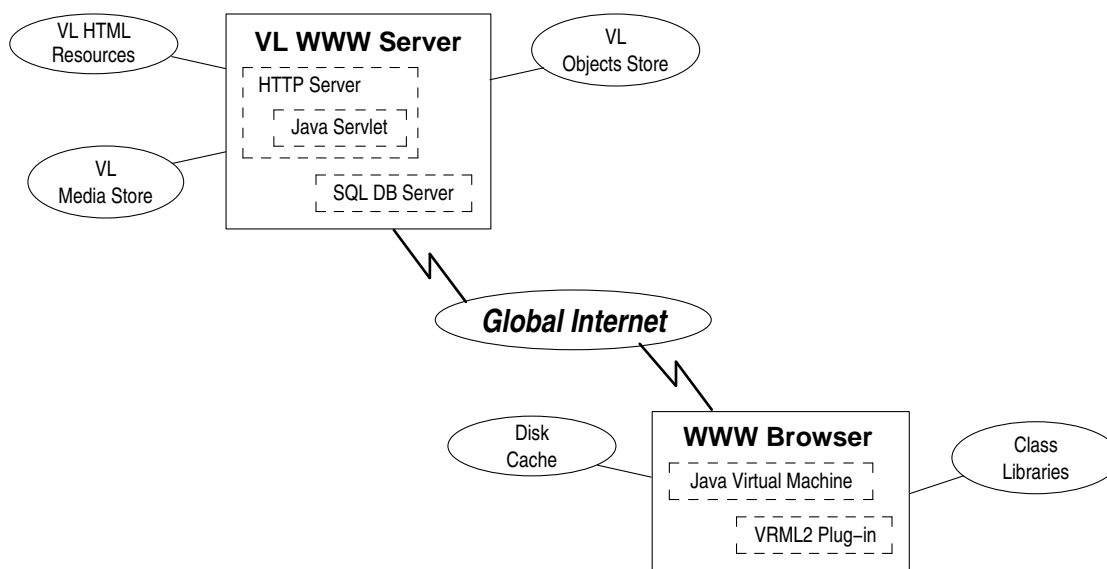 VL HTML
Resources
VL WWW Server
VL
Objects Store
HTTP Server
Java Servlet
VL
Media Store
SQL DB Server
Global Internet
Disk
Cache
WWW Browser
Class
Libraries
Java Virtual Machine
VRML2 Plug–in